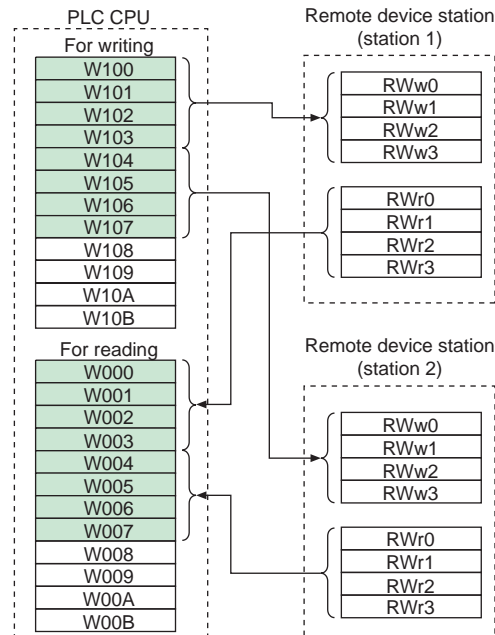 PLC CPU
For writing
W100
W101
W102
W103
W104
W105
W106
W107
W108
W109
W10A
W10B
For reading
W000
W001
W002
W003
W004
W005
W006
W007
W008
W009
W00A
W00B
Remote device station
(station 1)
RWw0
RWw1
RWw2
RWw3
RWr0
RWr1
RWr2
RWr3
Remote device station
(station 2)
RWw0
RWw1
RWw2
RWw3
RWr0
RWr1
RWr2
RWr3